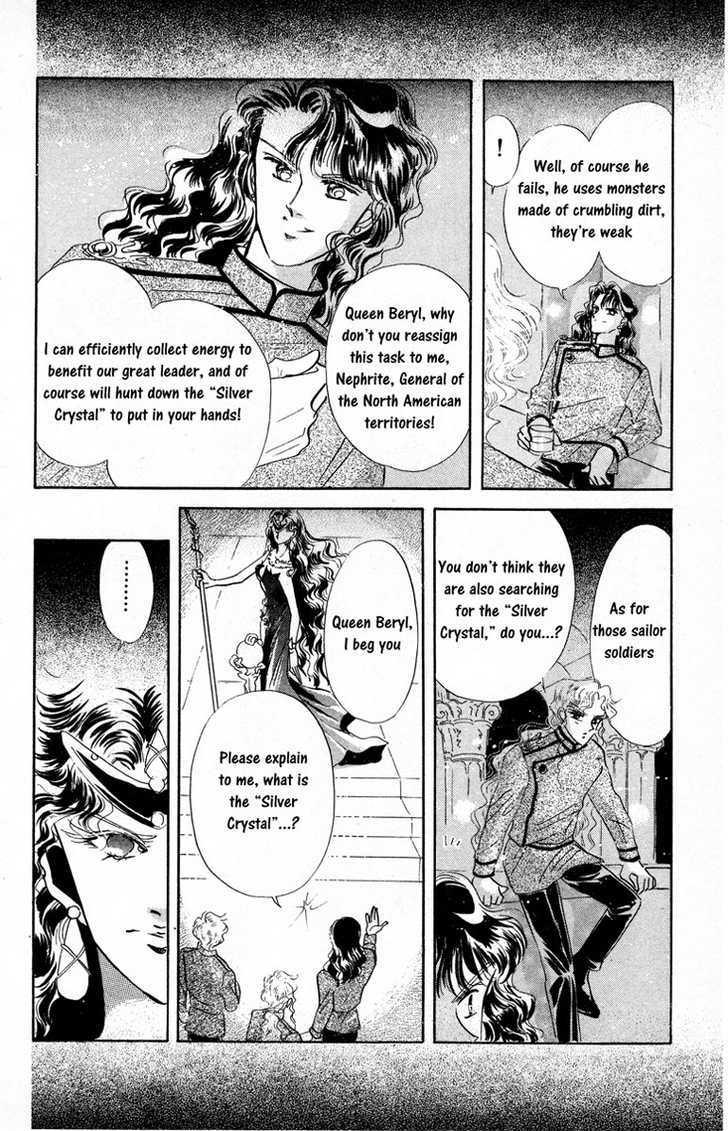 !
Well, of course he
fails, he uses monsters
made of crumbling dirt,
they're weak
Queen Beryl, why
don't you reassign
this task to me,
Nephrite, General of
the North American
territories!
I can efficiently collect energy to
benefit our great leader, and of
course will hunt down the “Silver
Crystal” to put in your hands!
As for
those sailor
soldiers
You don't think they
are also searching
for the “Silver
Crystal,” do you...?
Queen Beryl,
I beg you
Please explain
to me, what is
the “Silver
Crystal”...?
........